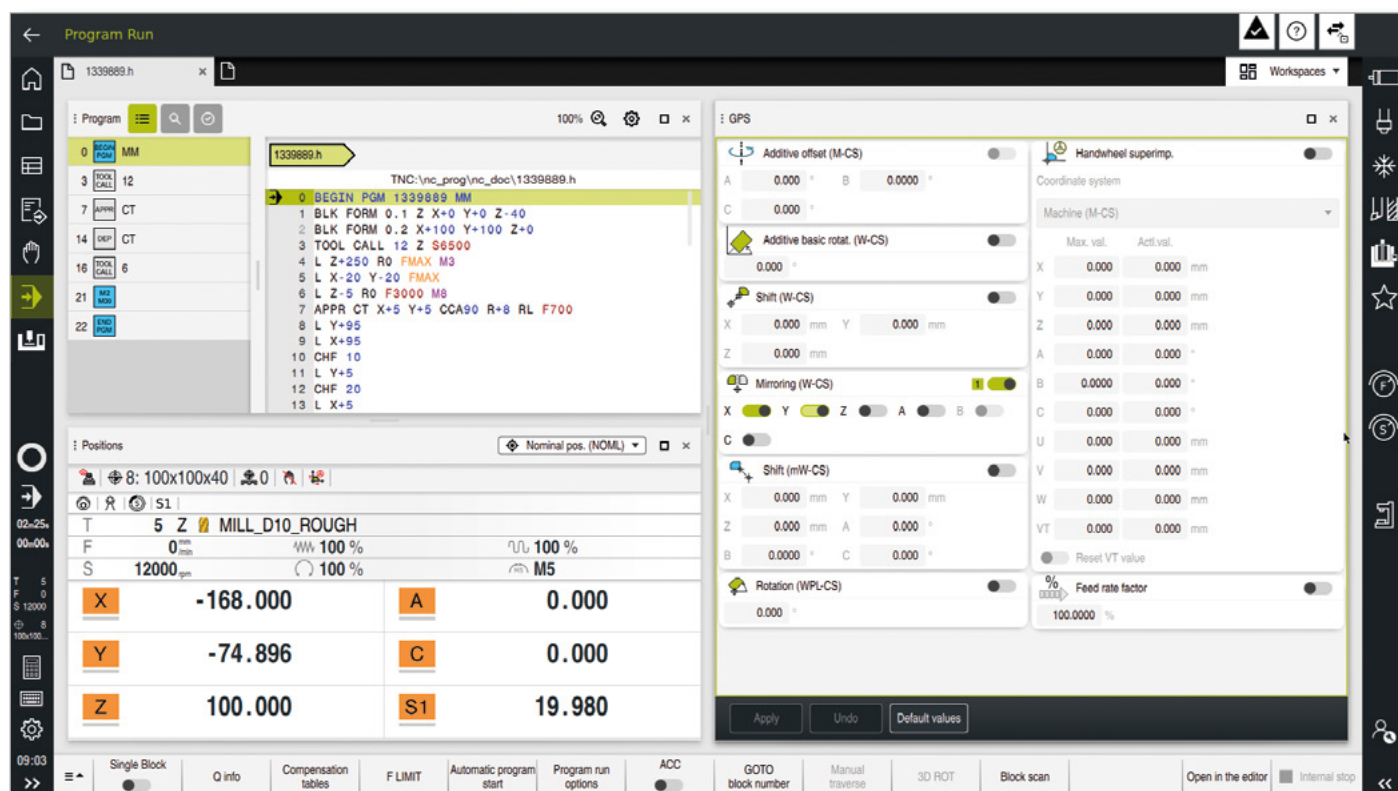 Program Run
1339889.h
Workspaces
Program
100%
0 BEGIN PGM MM
3 TOOL CALL 12
7 APPR CT
14 DEP CT
16 TOOL CALL 6
21 M2 M30
22 END PGM
1339889.h
TNC:\nc_prog\nc_doc\1339889.h
0 BEGIN PGM 1339889 MM
1 BLK FORM 0.1 Z X+0 Y+0 Z-40
2 BLK FORM 0.2 X+100 Y+100 Z+0
3 TOOL CALL 12 Z S6500
4 L Z+250 R0 FMAX M3
5 L X-20 Y-20 FMAX
6 L Z-5 R0 F3000 M8
7 APPR CT X+5 Y+5 CCA90 R+8 RL F700
8 L Y+95
9 L X+95
10 CHF 10
11 L Y+5
12 CHF 20
13 L X+5
Positions
Nominal pos. (NOML)
8: 100x100x40 0
S1
T 5 Z MILL_D10_ROUGH
F 0 mm/min 100 % 100 %
S 12000 rpm 100 % M5
X -168.000 A 0.000
Y -74.896 C 0.000
Z 100.000 S1 19.980
GPS
Additive offset (M-CS)
A 0.000 ° B 0.0000 °
C 0.000 °
Additive basic rotat. (W-CS)
0.000 °
Shift (W-CS)
X 0.000 mm Y 0.000 mm
Z 0.000 mm
Mirroring (W-CS) 1
X Y Z A B
C
Shift (mW-CS)
X 0.000 mm Y 0.000 mm
Z 0.000 mm A 0.000 °
B 0.0000 ° C 0.000 °
Rotation (WPL-CS)
0.000 °
Handwheel superimp.
Coordinate system
Machine (M-CS)
Max. val. Actl.val.
X 0.000 0.000 mm
Y 0.000 0.000 mm
Z 0.000 0.000 mm
A 0.000 0.000 °
B 0.0000 0.000 °
C 0.000 0.000 °
U 0.000 0.000 mm
V 0.000 0.000 mm
W 0.000 0.000 mm
VT 0.000 0.000 mm
Reset VT value
% Feed rate factor
100.0000 %
Apply Undo Default values
02m25s
00m00s
T 5
F 0
S 12000
8
100x100...
09:03
F
S
Single Block
Q info
Compensation
tables
F LIMIT
Automatic program
start
Program run
options
ACC
GOTO
block number
Manual
traverse
3D ROT
Block scan
Open in the editor
Internal stop